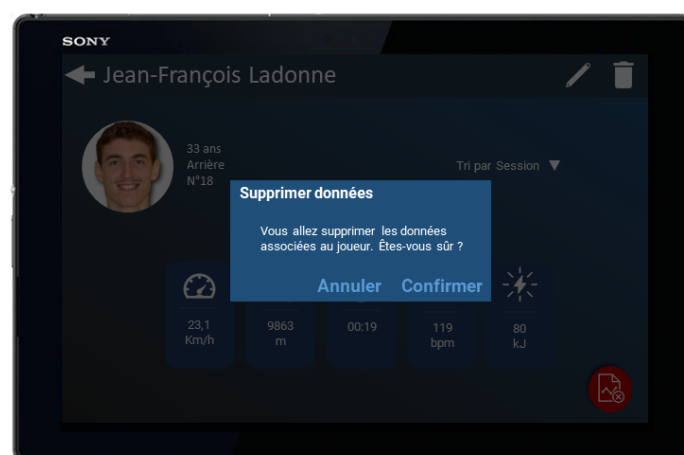 SONY
Jean-François Ladonne
33 ans
Arrière
N°18
Tri par Session ▼
Supprimer données
Vous allez supprimer les données
associées au joueur. Êtes-vous sûr ?
Annuler Confirmer
23,1 9863 00:19 119 80
Km/h m bpm kJ